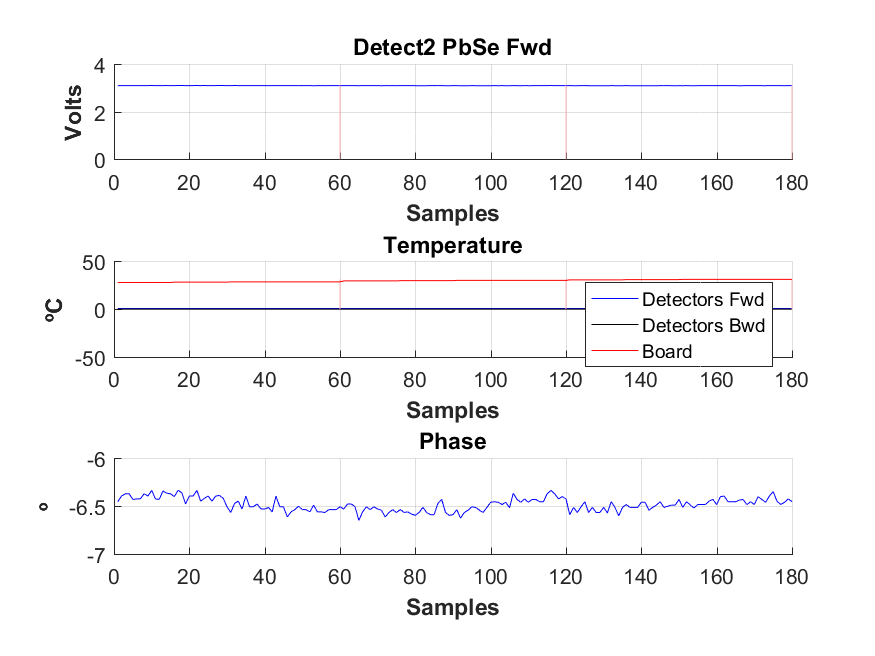 Detect2 PbSe Fwd
Volts
4
2
0
0 20 40 60 80 100 120 140 160 180
Samples
Temperature
ºC
50
0
-50
Detectors Fwd
Detectors Bwd
Board
0 20 40 60 80 100 120 140 160 180
Samples
Phase
º
-6
-6.5
-7
0 20 40 60 80 100 120 140 160 180
Samples